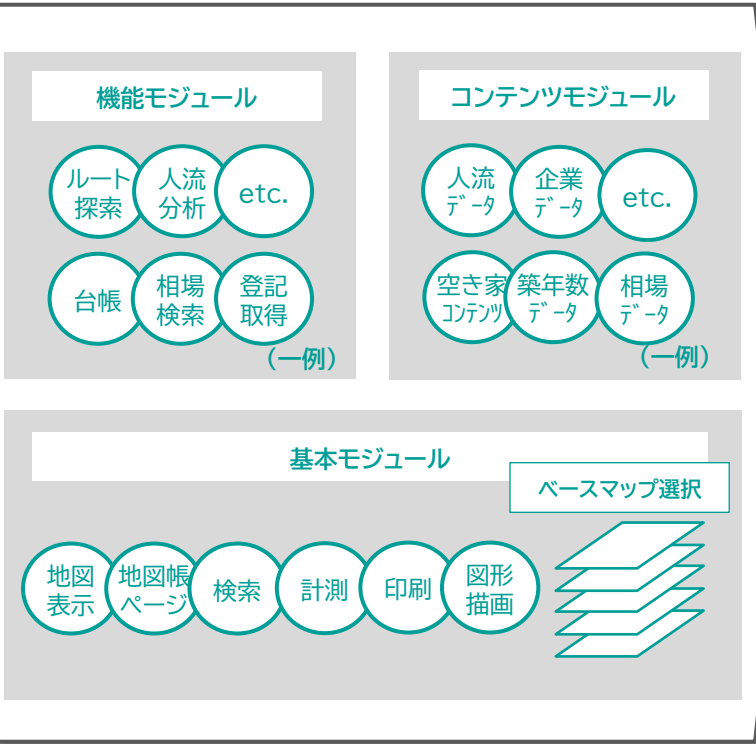 機能モジュール
ルート
探索
人流
分析
etc.
台帳
相場
検索
登記
取得
（一例）
コンテンツモジュール
人流
ﾃﾞｰﾀ
企業
ﾃﾞｰﾀ
etc.
空き家
ｺﾝﾃﾝﾂ
築年数
ﾃﾞｰﾀ
相場
ﾃﾞｰﾀ
（一例）
基本モジュール
ベースマップ選択
地図
表示
地図帳
ページ
検索
計測
印刷
図形
描画